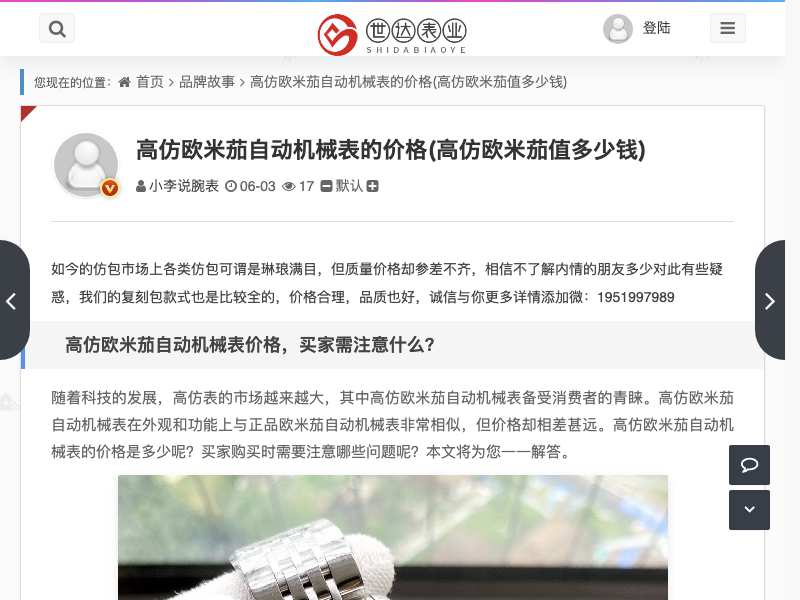 世达表业
SHIDABIAOYE
登陆
您现在的位置: 首页 > 品牌故事 > 高仿欧米茄自动机械表的价格(高仿欧米茄值多少钱)
高仿欧米茄自动机械表的价格(高仿欧米茄值多少钱)
小李说腕表 06-03 17 默认
如今的仿包市场上各类仿包可谓是琳琅满目，但质量价格却参差不齐，相信不了解内情的朋友多少对此有些疑
惑，我们的复刻包款式也是比较全的，价格合理，品质也好，诚信与你更多详情添加微：1951997989
高仿欧米茄自动机械表价格，买家需注意什么？
随着科技的发展，高仿表的市场越来越大，其中高仿欧米茄自动机械表备受消费者的青睐。高仿欧米茄
自动机械表在外观和功能上与正品欧米茄自动机械表非常相似，但价格却相差甚远。高仿欧米茄自动机
械表的价格是多少呢？买家购买时需要注意哪些问题呢？本文将为您一一解答。